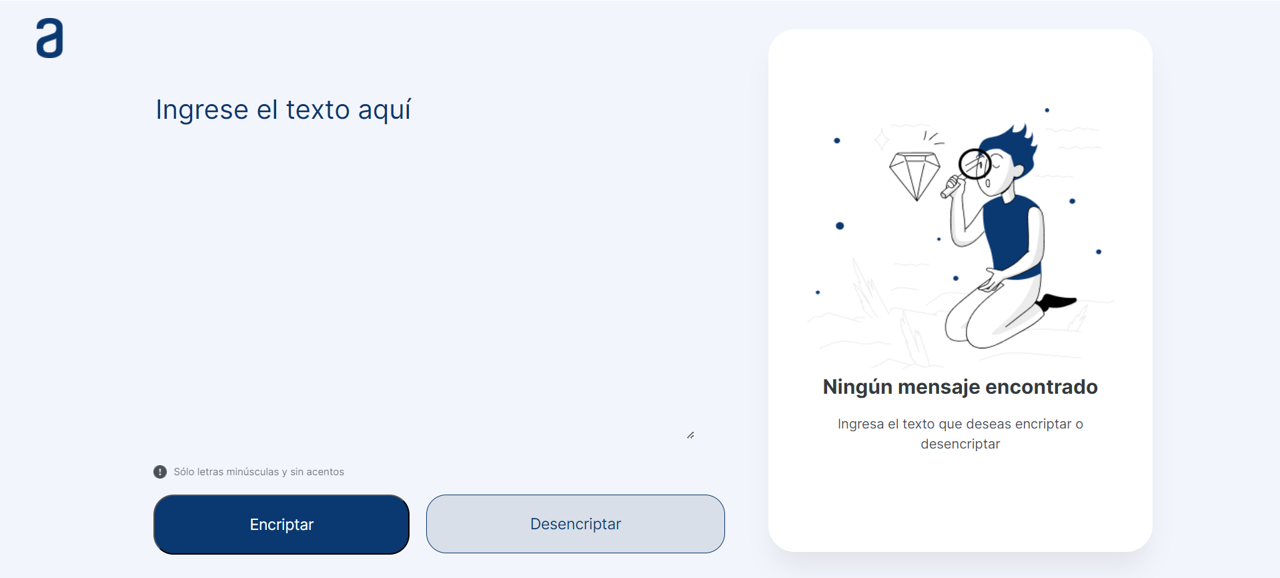 a
Ingrese el texto aquí
Sólo letras minúsculas y sin acentos
Encriptar
Desencriptar
Ningún mensaje encontrado
Ingresa el texto que deseas encriptar o
desencriptar